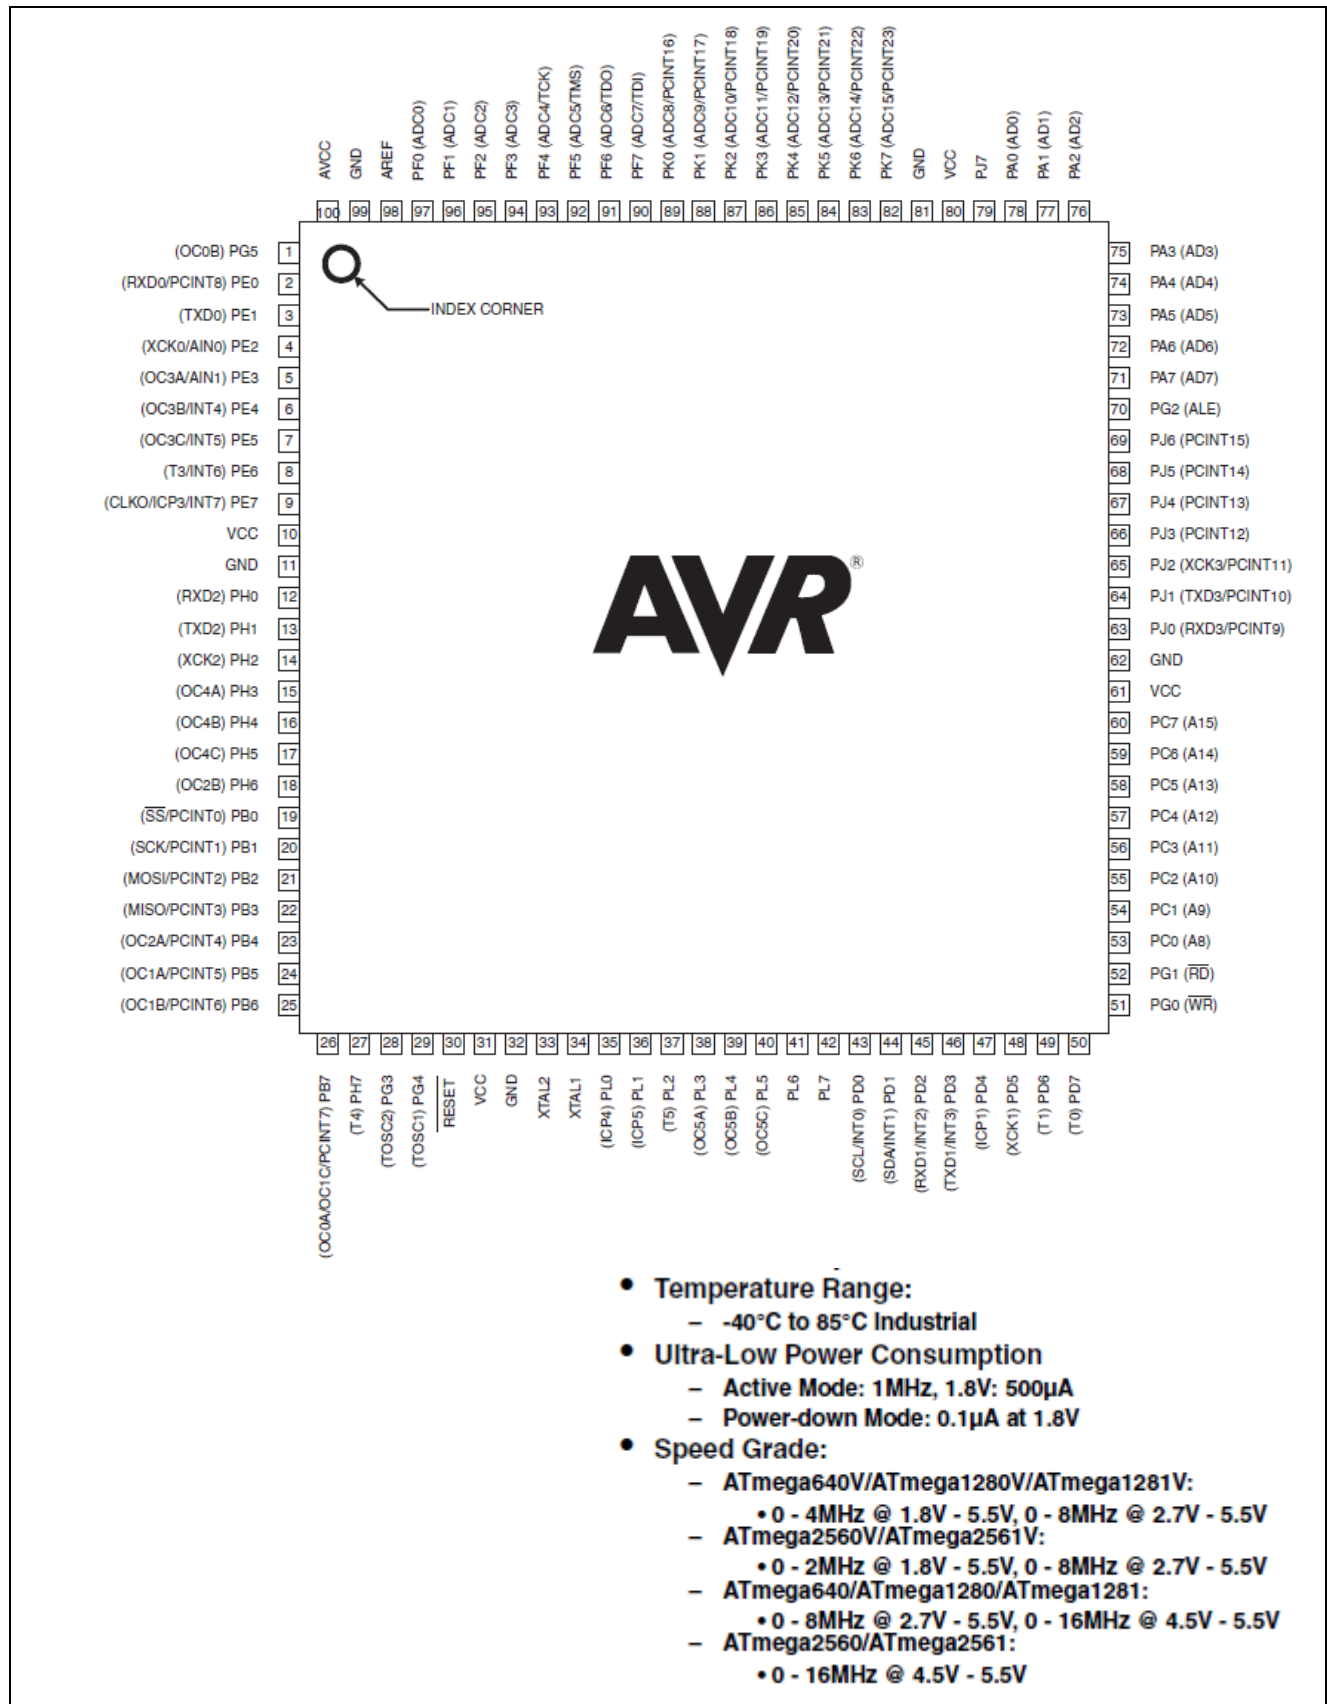 AVCC
GND
AREF
PF0 (ADC0)
PF1 (ADC1)
PF2 (ADC2)
PF3 (ADC3)
PF4 (ADC4/TCK)
PF5 (ADC5/TMS)
PF6 (ADC6/TDO)
PF7 (ADC7/TDI)
PK0 (ADC8/PCINT16)
PK1 (ADC9/PCINT17)
PK2 (ADC10/PCINT18)
PK3 (ADC11/PCINT19)
PK4 (ADC12/PCINT20)
PK5 (ADC13/PCINT21)
PK6 (ADC14/PCINT22)
PK7 (ADC15/PCINT23)
GND
VCC
PJ7
PA0 (AD0)
PA1 (AD1)
PA2 (AD2)
100 99 98 97 96 95 94 93 92 91 90 89 88 87 86 85 84 83 82 81 80 79 78 77 76
(OC0B) PG5 1
(RXD0/PCINT8) PE0 2
(TXD0) PE1 3
(XCK0/AIN0) PE2 4
(OC3A/AIN1) PE3 5
(OC3B/INT4) PE4 6
(OC3C/INT5) PE5 7
(T3/INT6) PE6 8
(CLKO/ICP3/INT7) PE7 9
VCC 10
GND 11
(RXD2) PH0 12
(TXD2) PH1 13
(XCK2) PH2 14
(OC4A) PH3 15
(OC4B) PH4 16
(OC4C) PH5 17
(OC2B) PH6 18
(SS/PCINT0) PB0 19
(SCK/PCINT1) PB1 20
(MOSI/PCINT2) PB2 21
(MISO/PCINT3) PB3 22
(OC2A/PCINT4) PB4 23
(OC1A/PCINT5) PB5 24
(OC1B/PCINT6) PB6 25
INDEX CORNER
AVR®
75 PA3 (AD3)
74 PA4 (AD4)
73 PA5 (AD5)
72 PA6 (AD6)
71 PA7 (AD7)
70 PG2 (ALE)
69 PJ6 (PCINT15)
68 PJ5 (PCINT14)
67 PJ4 (PCINT13)
66 PJ3 (PCINT12)
65 PJ2 (XCK3/PCINT11)
64 PJ1 (TXD3/PCINT10)
63 PJ0 (RXD3/PCINT9)
62 GND
61 VCC
60 PC7 (A15)
59 PC6 (A14)
58 PC5 (A13)
57 PC4 (A12)
56 PC3 (A11)
55 PC2 (A10)
54 PC1 (A9)
53 PC0 (A8)
52 PG1 (RD)
51 PG0 (WR)
26 27 28 29 30 31 32 33 34 35 36 37 38 39 40 41 42 43 44 45 46 47 48 49 50
(OC0A/OC1C/PCINT7) PB7
(T4) PH7
(TOSC2) PG3
(TOSC1) PG4
RESET
VCC
GND
XTAL2
XTAL1
(ICP4) PL0
(ICP5) PL1
(T5) PL2
(OC5A) PL3
(OC5B) PL4
(OC5C) PL5
PL6
PL7
(SCL/INT0) PD0
(SDA/INT1) PD1
(RXD1/INT2) PD2
(TXD1/INT3) PD3
(ICP1) PD4
(XCK1) PD5
(T1) PD6
(T0) PD7
• Temperature Range:
– -40°C to 85°C Industrial
• Ultra-Low Power Consumption
– Active Mode: 1MHz, 1.8V: 500µA
– Power-down Mode: 0.1µA at 1.8V
• Speed Grade:
– ATmega640V/ATmega1280V/ATmega1281V:
• 0 - 4MHz @ 1.8V - 5.5V, 0 - 8MHz @ 2.7V - 5.5V
– ATmega2560V/ATmega2561V:
• 0 - 2MHz @ 1.8V - 5.5V, 0 - 8MHz @ 2.7V - 5.5V
– ATmega640/ATmega1280/ATmega1281:
• 0 - 8MHz @ 2.7V - 5.5V, 0 - 16MHz @ 4.5V - 5.5V
– ATmega2560/ATmega2561:
• 0 - 16MHz @ 4.5V - 5.5V